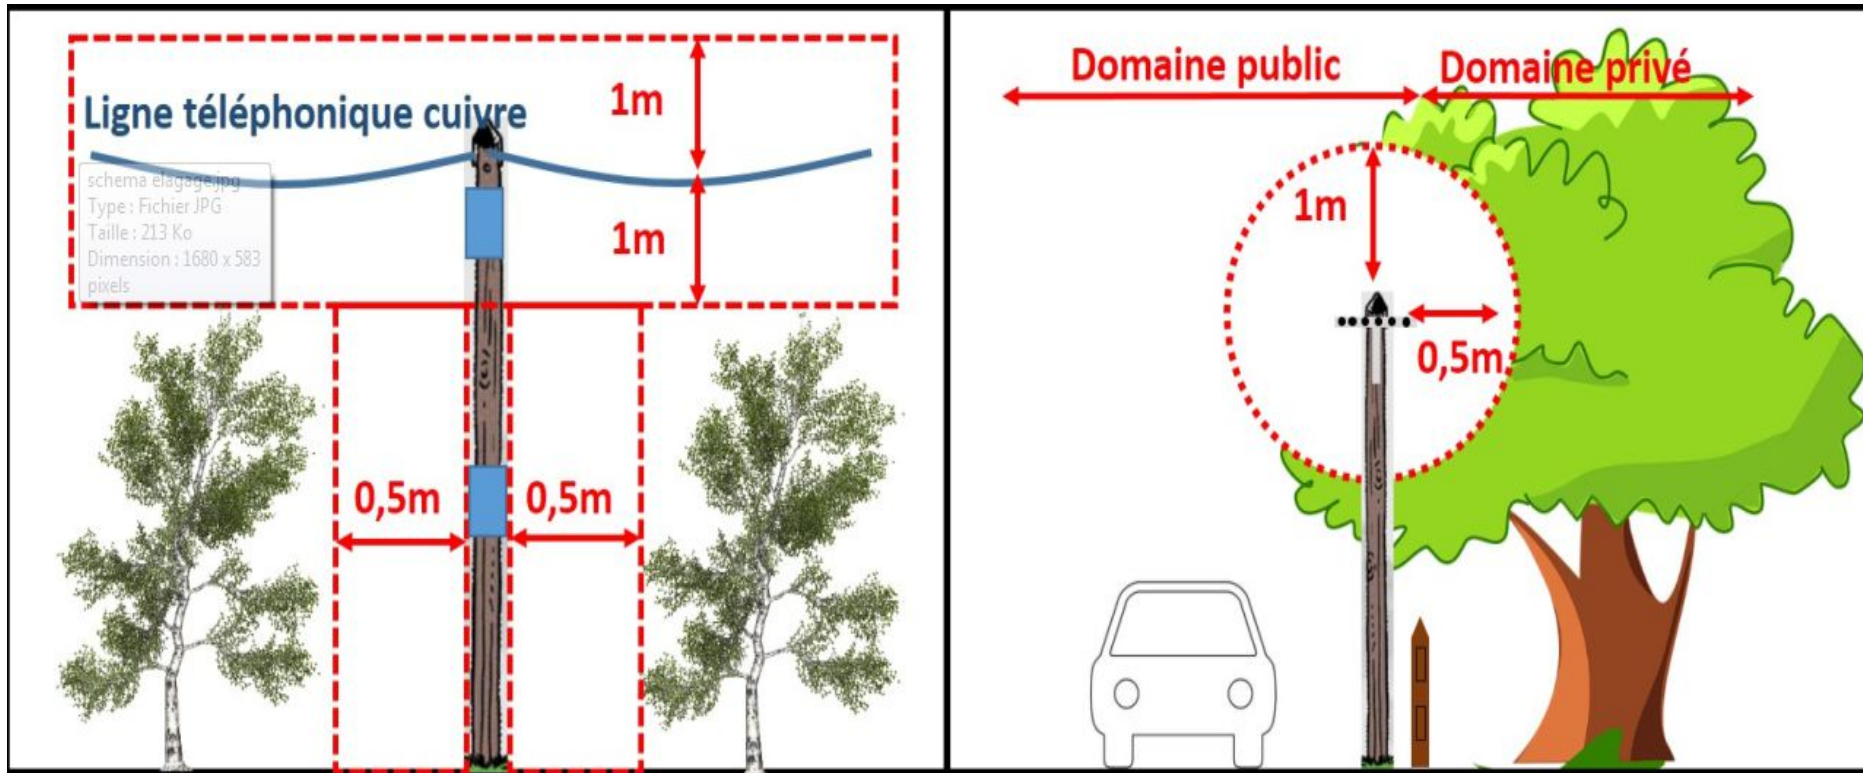 Ligne téléphonique cuivre
1m
schema elagage.jpg
Type : Fichier JPG
Taille : 213 Ko
Dimension : 1680 x 583
pixels
1m
0,5m
0,5m
Domaine public
Domaine privé
1m
0,5m